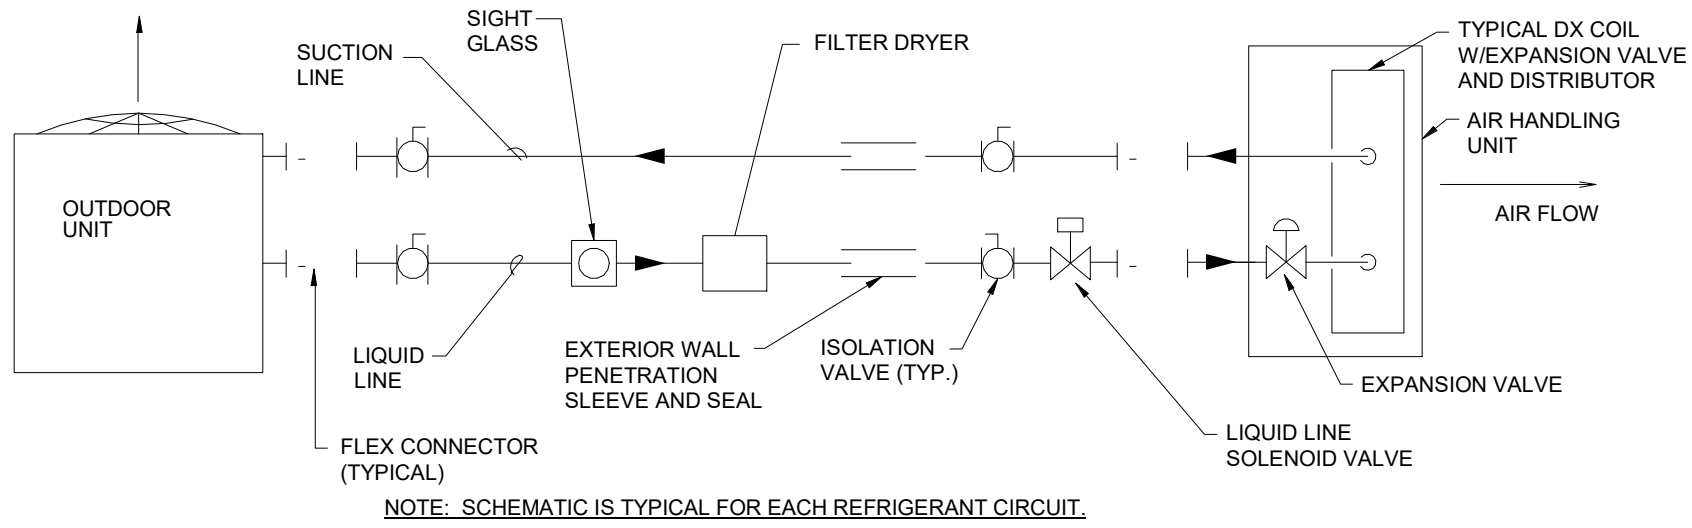 SIGHT
GLASS
SUCTION
LINE
FILTER DRYER
TYPICAL DX COIL
W/EXPANSION VALVE
AND DISTRIBUTOR
AIR HANDLING
UNIT
OUTDOOR
UNIT
AIR FLOW
LIQUID
LINE
EXTERIOR WALL
PENETRATION
SLEEVE AND SEAL
ISOLATION
VALVE (TYP.)
EXPANSION VALVE
FLEX CONNECTOR
(TYPICAL)
LIQUID LINE
SOLENOID VALVE
NOTE: SCHEMATIC IS TYPICAL FOR EACH REFRIGERANT CIRCUIT.